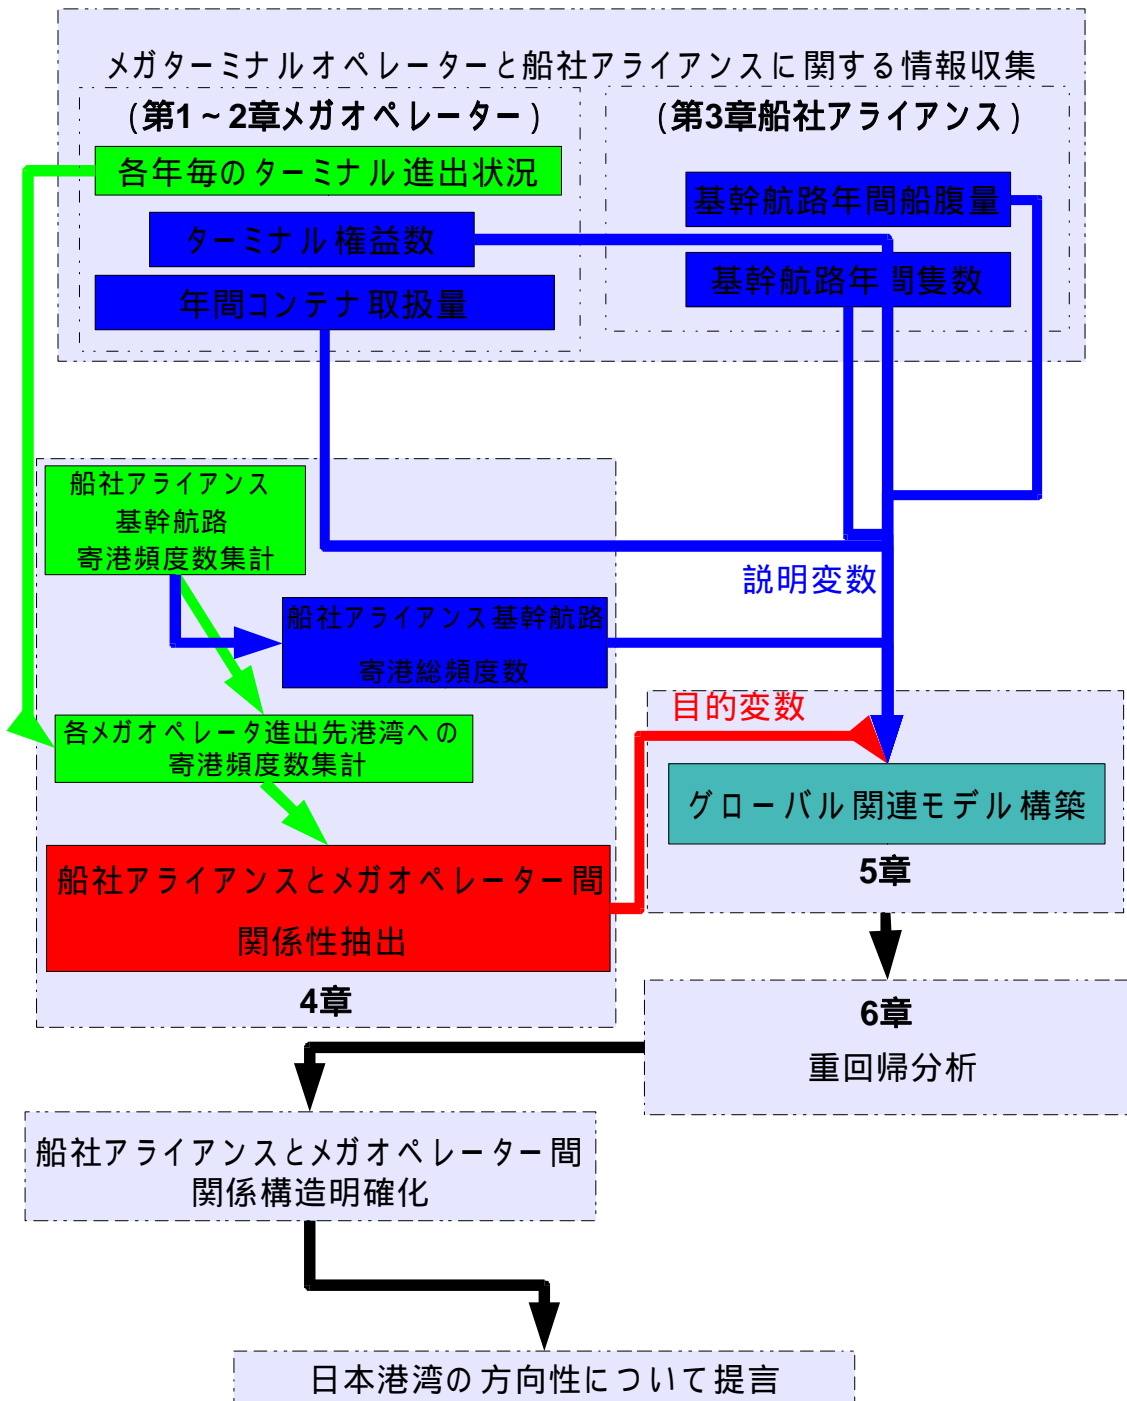 メガターミナルオペレーターと船社アライアンスに関する情報収集
(第1~2章メガオペレーター)
各年毎のターミナル進出状況
ターミナル権益数
年間コンテナ取扱量
(第3章船社アライアンス)
基幹航路年間船腹量
基幹航路年間隻数
船社アライアンス
基幹航路
寄港頻度数集計
説明変数
船社アライアンス基幹航路
寄港総頻度数
各メガオペレータ進出先港湾への
寄港頻度数集計
船社アライアンスとメガオペレーター間
関係性抽出
4章
目的変数
グローバル関連モデル構築
5章
6章
重回帰分析
船社アライアンスとメガオペレーター間
関係構造明確化
日本港湾の方向性について提言